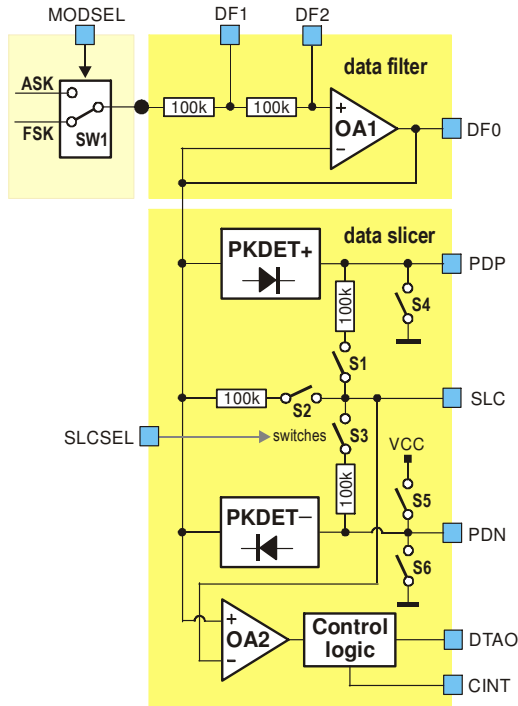 MODSEL
DF1
DF2
data filter
ASK
FSK
SW1
100k
100k
+
OA1
−
DF0
data slicer
PKDET+
PDP
100k
S4
S1
100k
S2
SLC
SLCSEL
switches
S3
VCC
100k
S5
PKDET−
PDN
S6
+
OA2
−
Control
logic
DTAO
CINT